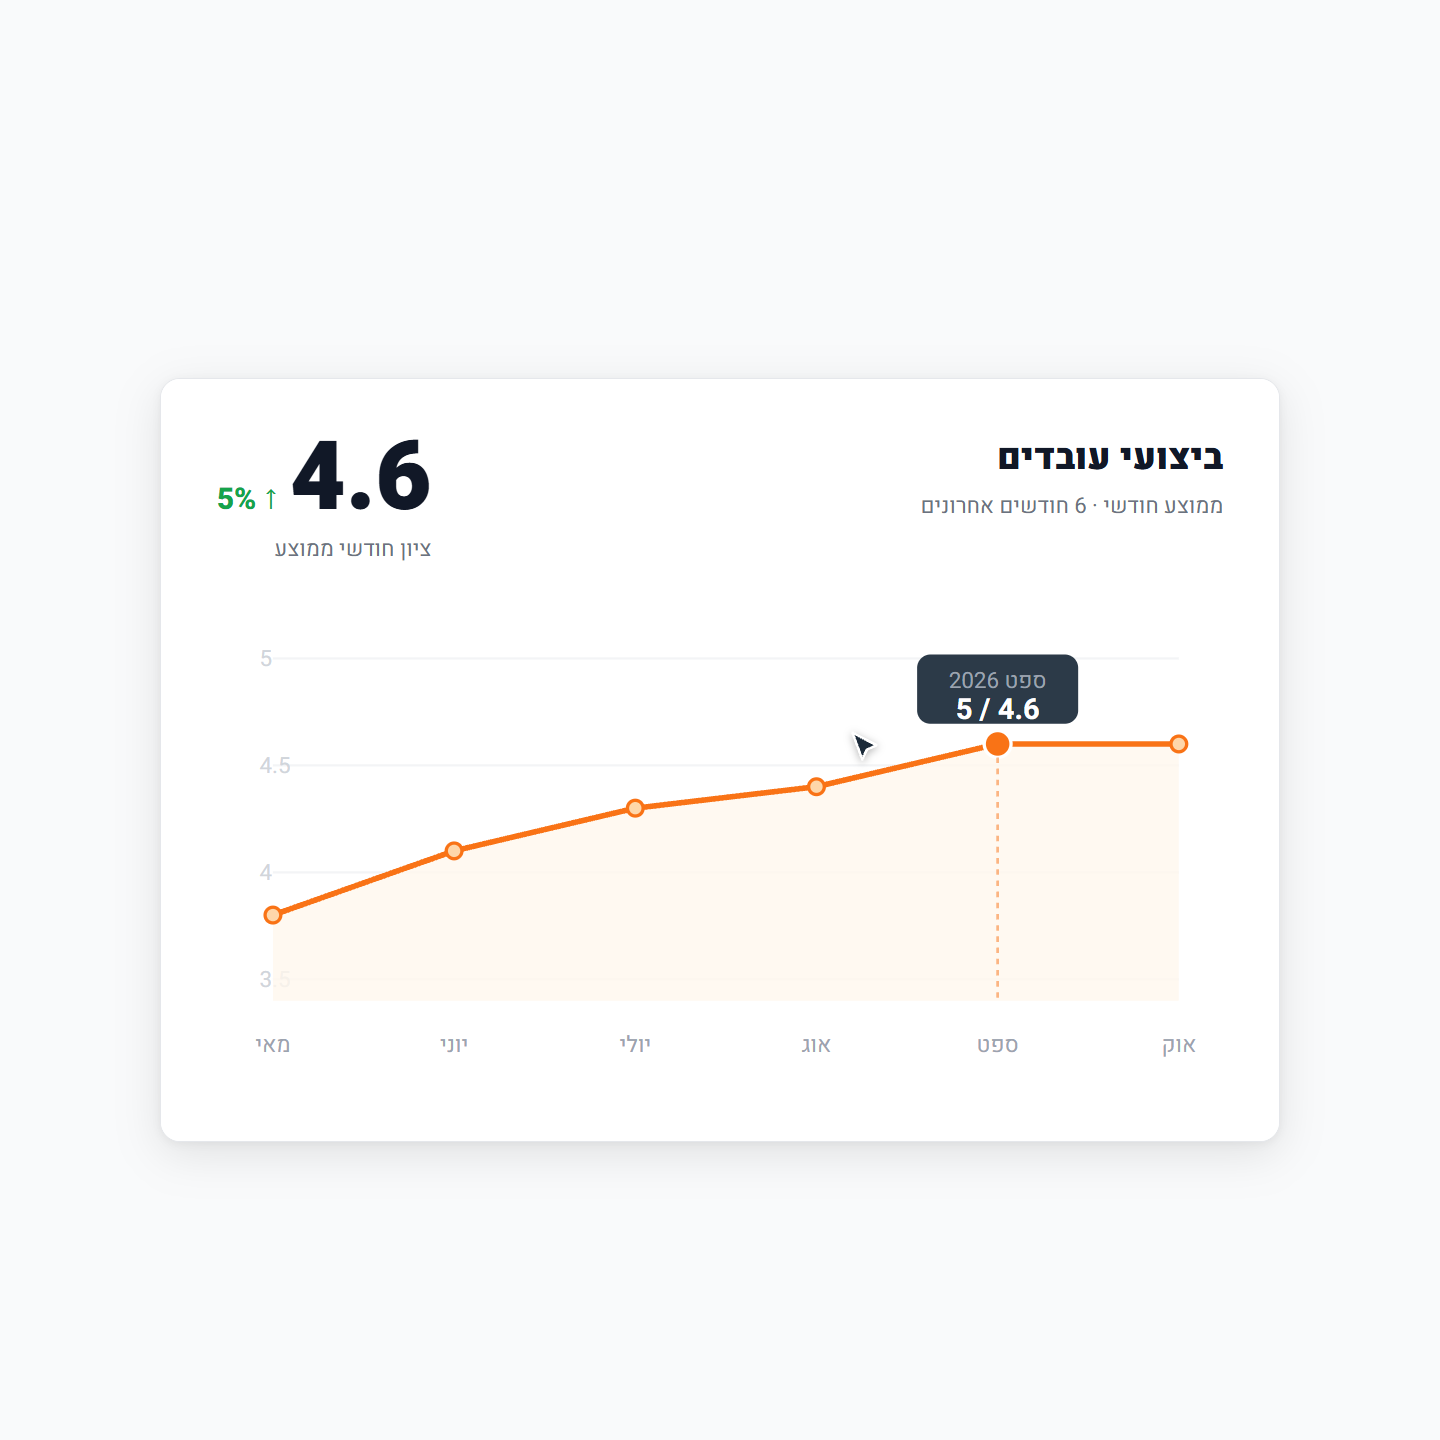 ביצועי עובדים
ממוצע חודשי · 6 חודשים אחרונים
4.6 ↑ 5%
ציון חודשי ממוצע
5
4.5
4
3.5
ספט 2026
4.6 / 5
מאי יוני יולי אוג ספט אוק